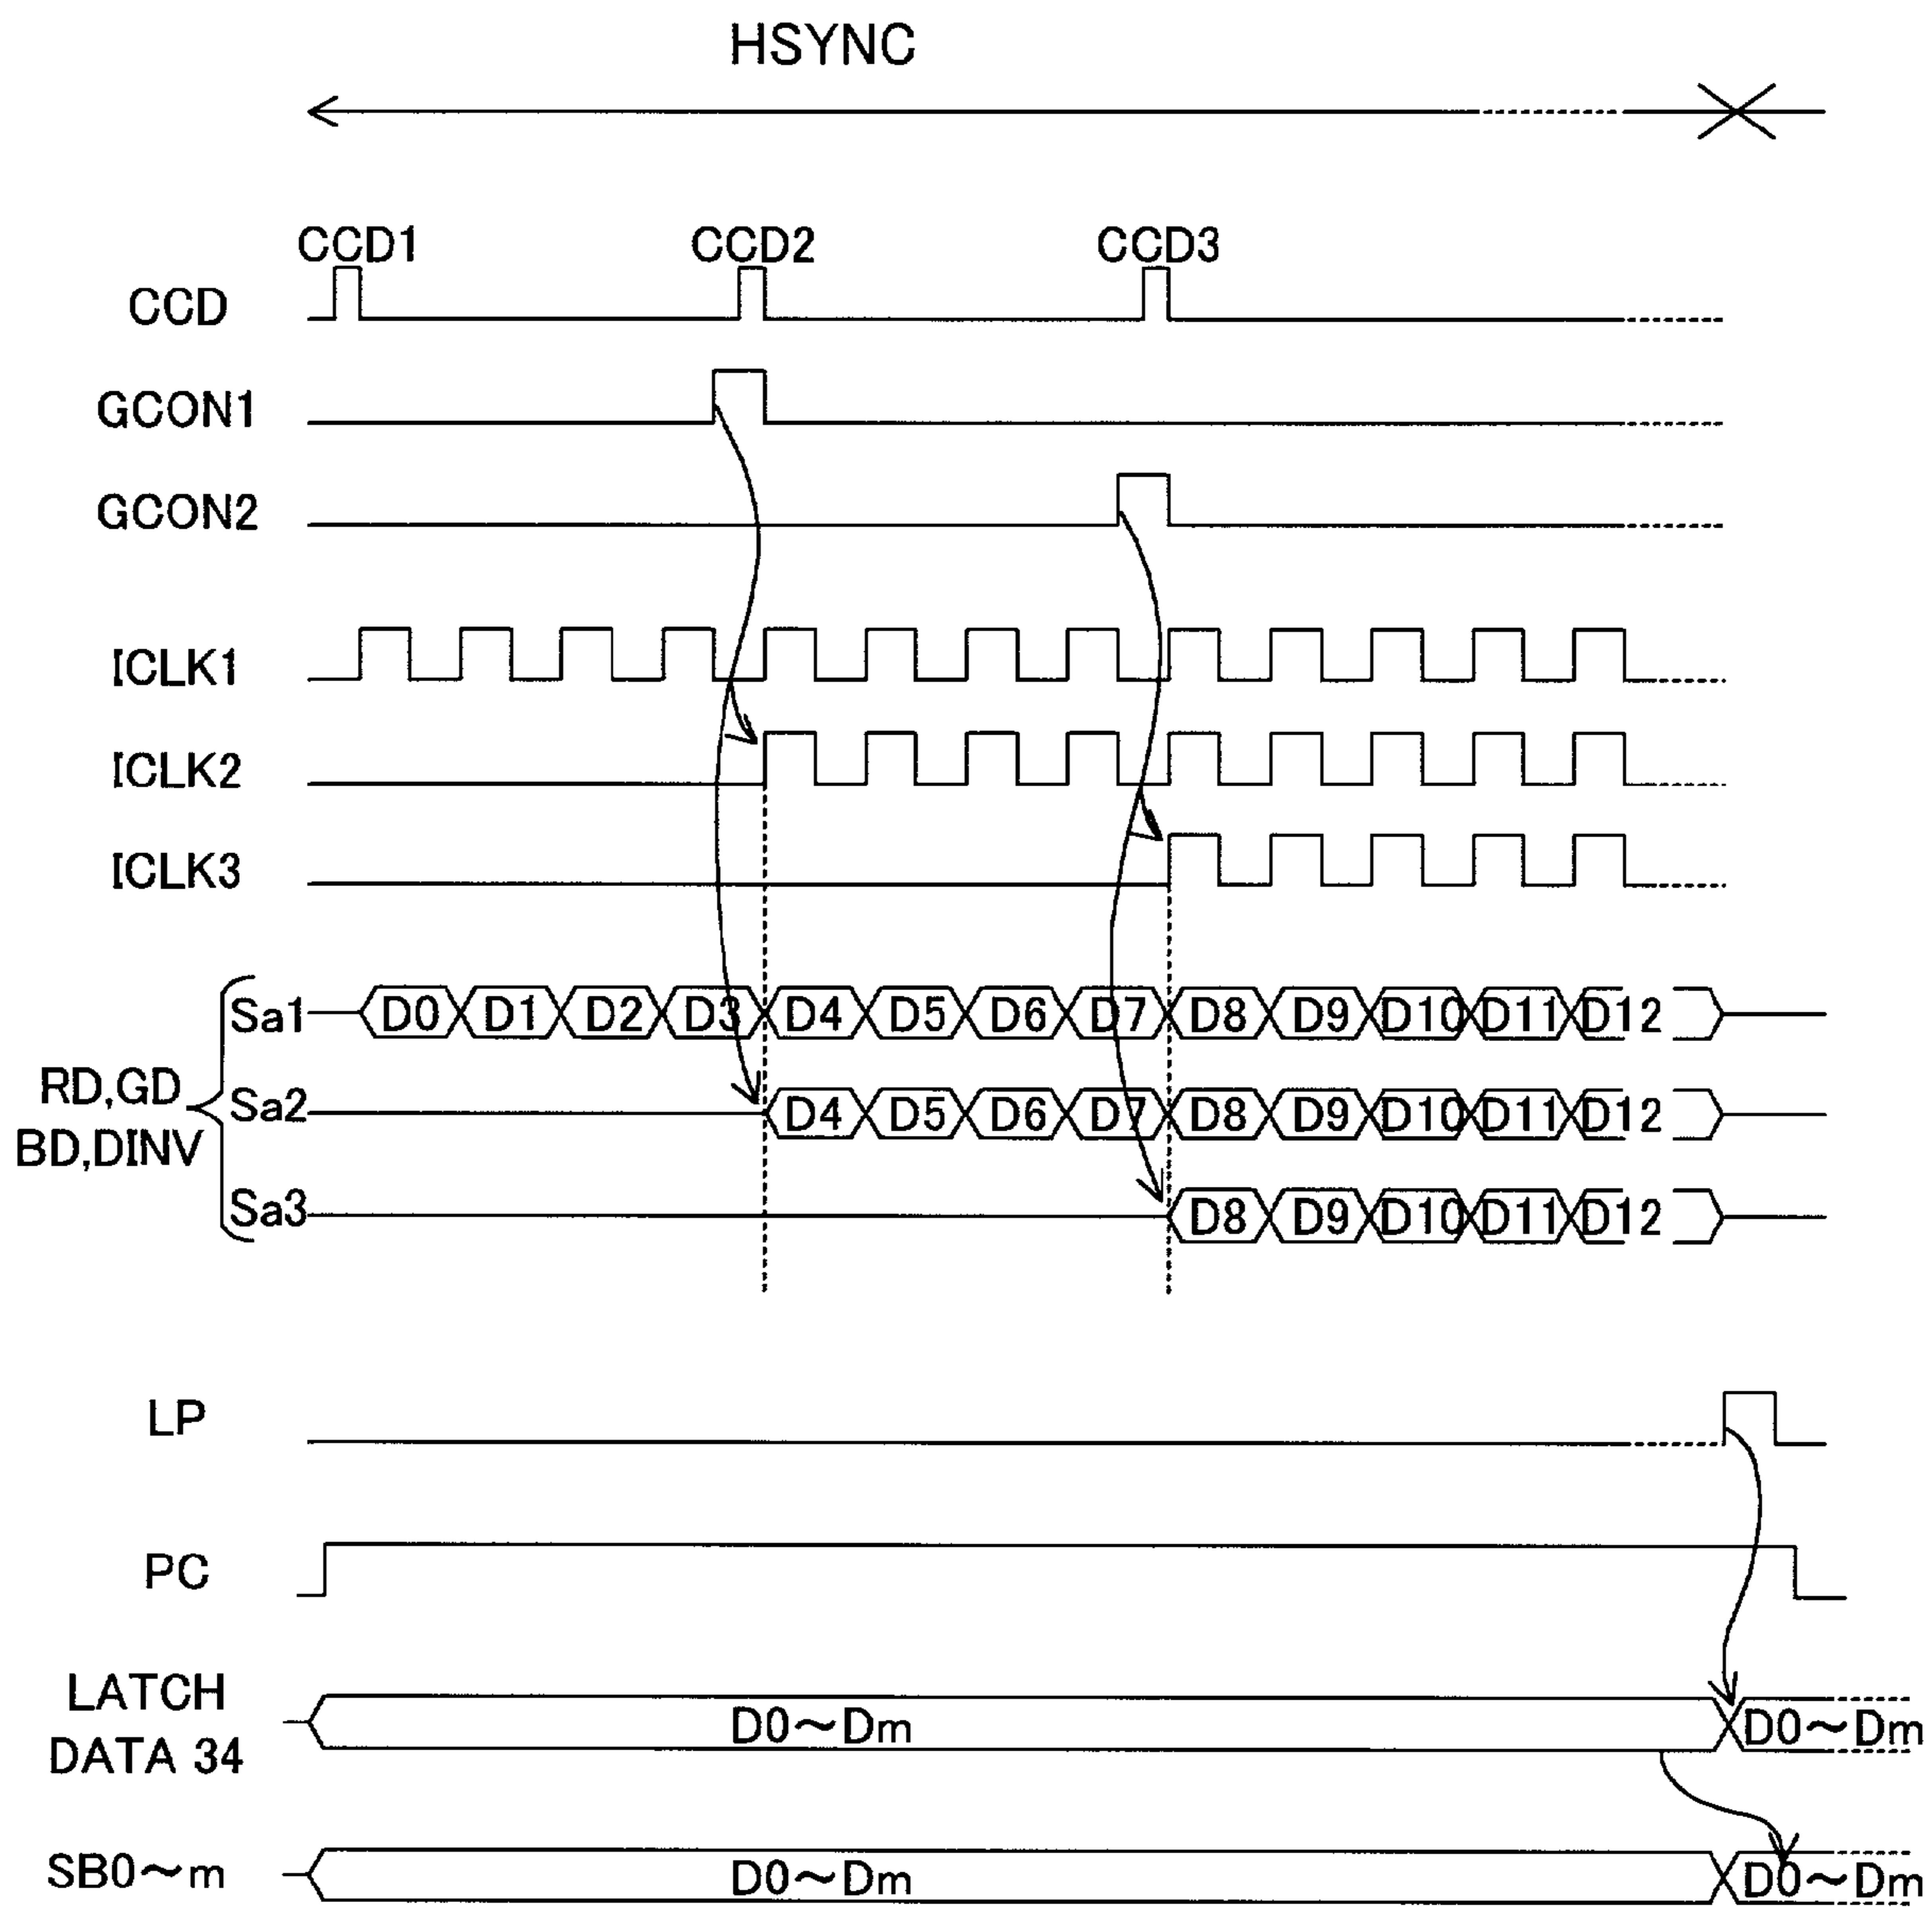 HSYNC
CCD1 CCD2 CCD3
CCD
GCON1
GCON2
ICLK1
ICLK2
ICLK3
Sa1 D0 D1 D2 D3 D4 D5 D6 D7 D8 D9 D10 D11 D12
RD,GD
BD,DINV
Sa2 D4 D5 D6 D7 D8 D9 D10 D11 D12
Sa3 D8 D9 D10 D11 D12
LP
PC
LATCH
DATA 34
D0~Dm D0~Dm
SB0~m D0~Dm D0~Dm